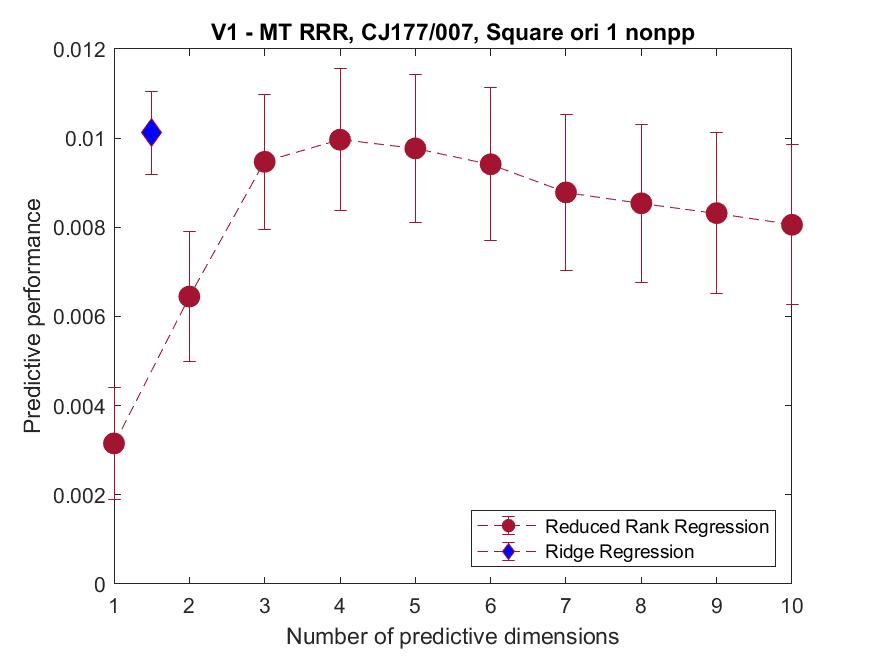 V1 - MT RRR, CJ177/007, Square ori 1 nonpp
0.012
0.01
0.008
0.006
0.004
0.002
0
Predictive performance
1 2 3 4 5 6 7 8 9 10
Number of predictive dimensions
Reduced Rank Regression
Ridge Regression